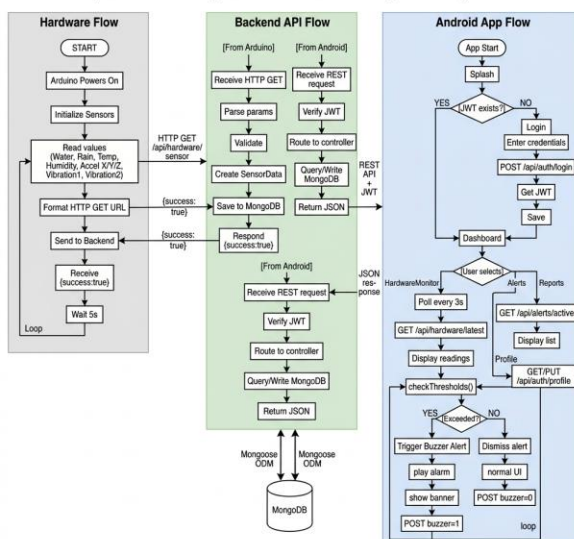 Hardware Flow
START
Arduino Powers On
Initialize Sensors
Read values
(Water, Rain, Temp,
Humidity, Accel X/Y/Z,
Vibration1, Vibration2)
Format HTTP GET URL
Send to Backend
Receive
{success:true}
Wait 5s
Loop
HTTP GET
/api/hardware/
sensor
{success:
true}
{success:
true}
Backend API Flow
[From Arduino]
Receive HTTP GET
Parse params
Validate
Create SensorData
Save to MongoDB
Respond
{success:true}
[From Android]
Receive REST
request
Verify JWT
Route to controller
Query/Write
MongoDB
Return JSON
[From Android]
Receive REST request
Verify JWT
Route to controller
Query/Write MongoDB
Return JSON
Mongoose
ODM
Mongoose
ODM
MongoDB
REST
API
+
JWT
JSON
res-
ponse
Android App Flow
App Start
Splash
[JWT exists?]
YES
NO
Login
Enter credentials
POST /api/auth/login
Get JWT
Save
Dashboard
[User selects]
HardwareMonitor
Alerts
Reports
Poll every 3s
GET /api/hardware/latest
Display readings
GET /api/alerts/active
Display list
Profile
GET/PUT
/api/auth/profile
checkThresholds()
[Exceeded?]
YES
NO
Trigger Buzzer Alert
play alarm
show banner
POST buzzer=1
Dismiss alert
normal UI
POST buzzer=0
loop